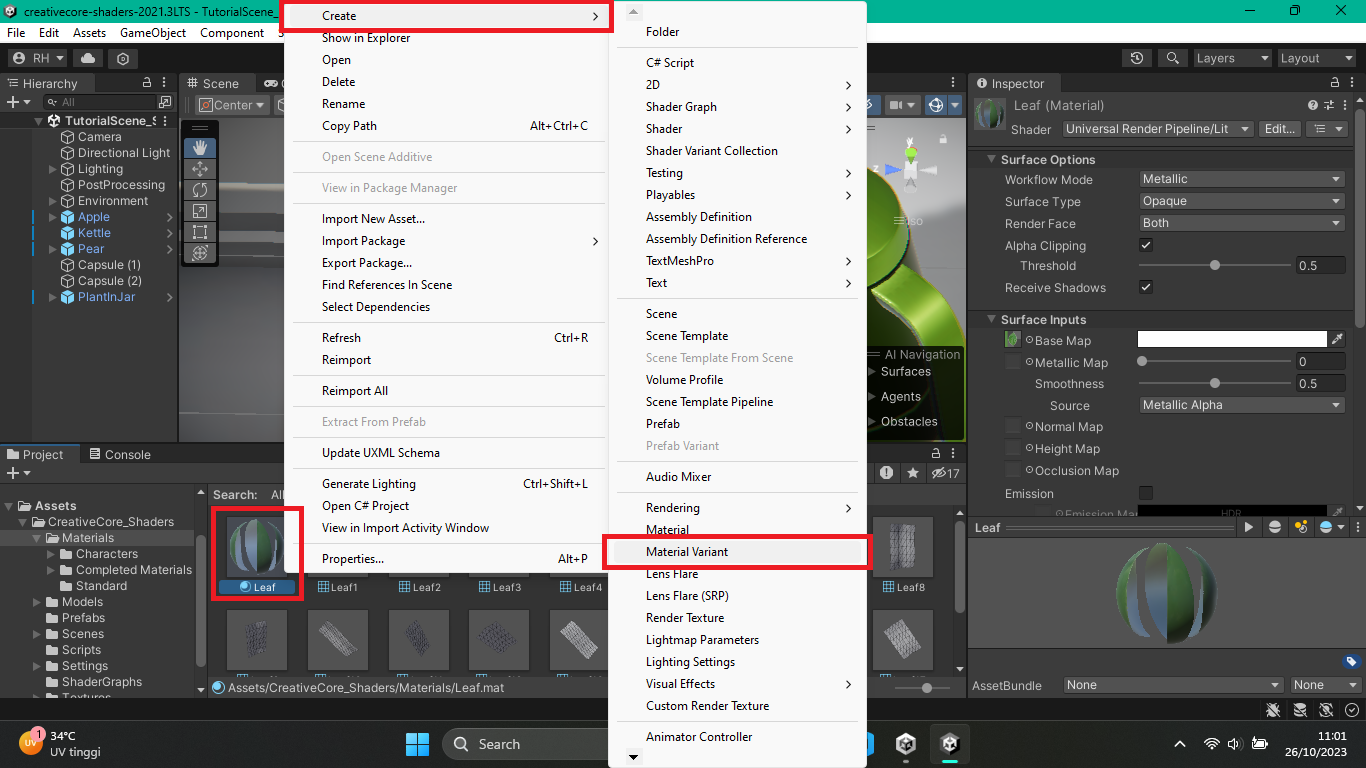 creativecore-shaders-2021.3LTS - TutorialScene_
File Edit Assets GameObject Component
RH
Layers
Layout
Hierarchy
All
TutorialScene_S
Camera
Directional Light
Lighting
PostProcessing
Environment
Apple
Kettle
Pear
Capsule (1)
Capsule (2)
PlantInJar
Scene
Center
Create
Show in Explorer
Open
Delete
Rename
Copy Path Alt+Ctrl+C
Open Scene Additive
View in Package Manager
Import New Asset...
Import Package
Export Package...
Find References In Scene
Select Dependencies
Refresh Ctrl+R
Reimport
Reimport All
Extract From Prefab
Update UXML Schema
Generate Lighting Ctrl+Shift+L
Open C# Project
View in Import Activity Window
Properties... Alt+P
Folder
C# Script
2D
Shader Graph
Shader
Shader Variant Collection
Testing
Playables
Assembly Definition
Assembly Definition Reference
TextMeshPro
Text
Scene
Scene Template
Scene Template From Scene
Volume Profile
Scene Template Pipeline
Prefab
Prefab Variant
Audio Mixer
Rendering
Material
Material Variant
Lens Flare
Lens Flare (SRP)
Render Texture
Lightmap Parameters
Lighting Settings
Visual Effects
Custom Render Texture
Animator Controller
y
z
Iso
AI Navigation
Surfaces
Agents
Obstacles
17
Inspector
Leaf (Material)
Shader Universal Render Pipeline/Lit Edit...
Surface Options
Workflow Mode Metallic
Surface Type Opaque
Render Face Both
Alpha Clipping
Threshold 0.5
Receive Shadows
Surface Inputs
Base Map
Metallic Map 0
Smoothness 0.5
Source Metallic Alpha
Normal Map
Height Map
Occlusion Map
Emission
Emission Map HDR
Leaf
AssetBundle None None
Project Console
Assets
CreativeCore_Shaders
Materials
Characters
Completed Materials
Standard
Models
Prefabs
Scenes
Scripts
Settings
ShaderGraphs
Textures
Search: All
Leaf Leaf1 Leaf2 Leaf3 Leaf4 Leaf8
Assets/CreativeCore_Shaders/Materials/Leaf.mat
UV 1
34°C
UV tinggi
Search
11:01
26/10/2023